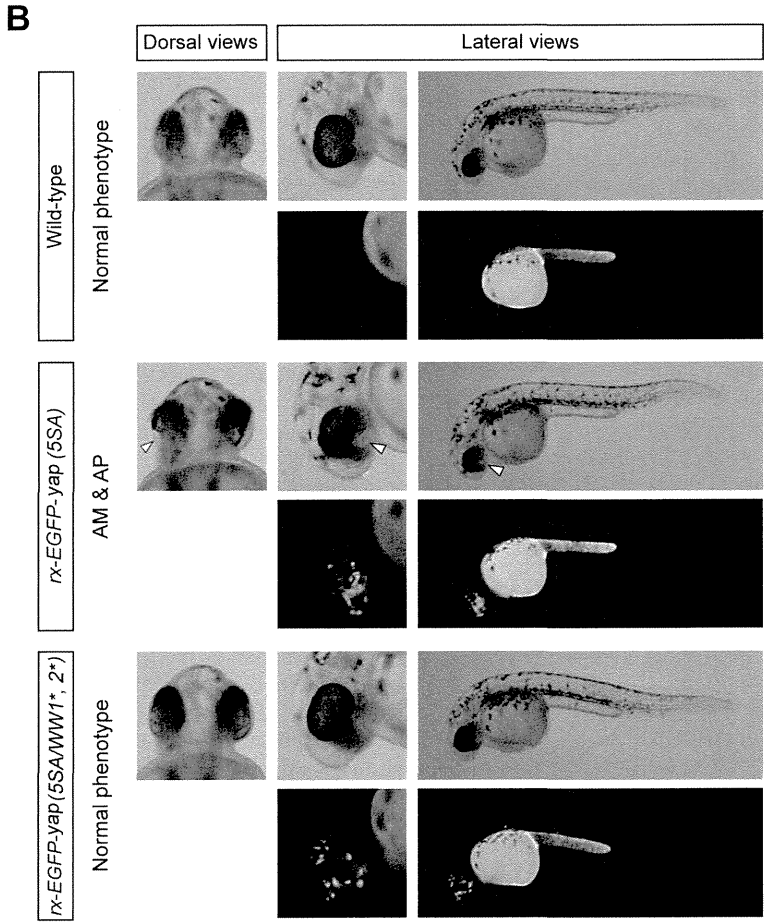 B
Dorsal views
Lateral views
Wild-type
Normal phenotype
rx-EGFP-yap (5SA)
AM & AP
rx-EGFP-yap (5SA/WW1*, 2*)
Normal phenotype